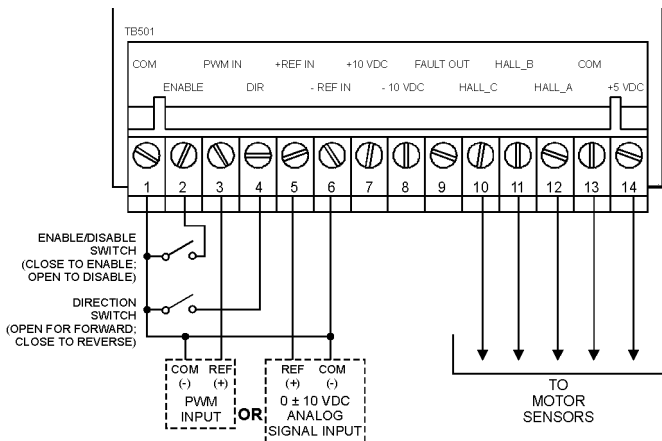 TB501
COM PWM IN +REF IN +10 VDC FAULT OUT HALL_B COM
ENABLE DIR - REF IN - 10 VDC HALL_C HALL_A +5 VDC
1 2 3 4 5 6 7 8 9 10 11 12 13 14
ENABLE/DISABLE
SWITCH
(CLOSE TO ENABLE;
OPEN TO DISABLE)
DIRECTION
SWITCH
(OPEN FOR FORWARD;
CLOSE TO REVERSE)
COM REF
(-) (+)
PWM
INPUT
OR
REF COM
(+) (-)
0 ± 10 VDC
ANALOG
SIGNAL INPUT
TO
MOTOR
SENSORS